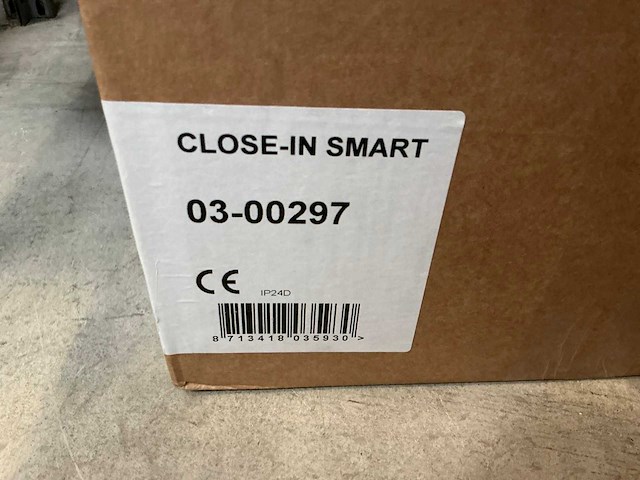 CLOSE-IN SMART
03-00297
CE
IP24D
8 713418 035930 >